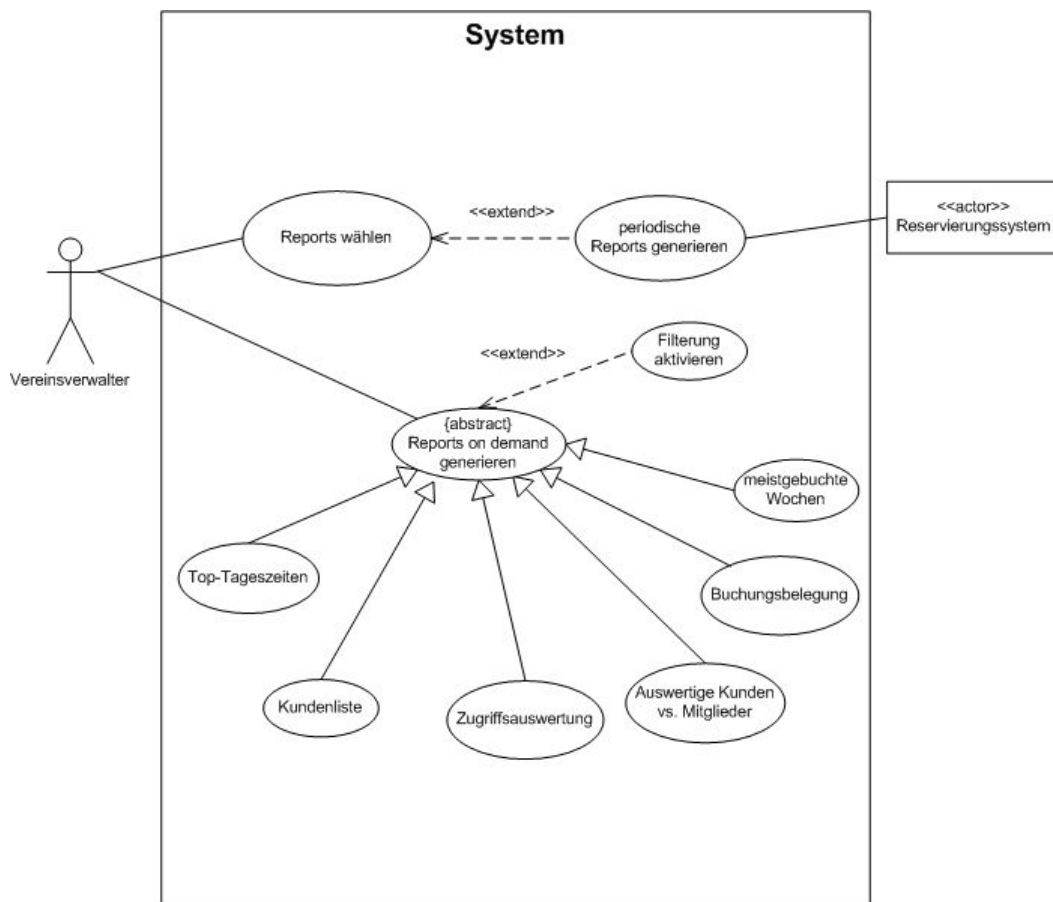 System
<<extend>>
Reports wählen
periodische
Reports generieren
<<actor>>
Reservierungssystem
Vereinsverwalter
<<extend>>
Filterung
aktivieren
{abstract}
Reports on demand
generieren
meistgebuchte
Wochen
Top-Tageszeiten
Buchungsbelegung
Kundenliste
Zugriffsauswertung
Auswertige Kunden
vs. Mitglieder